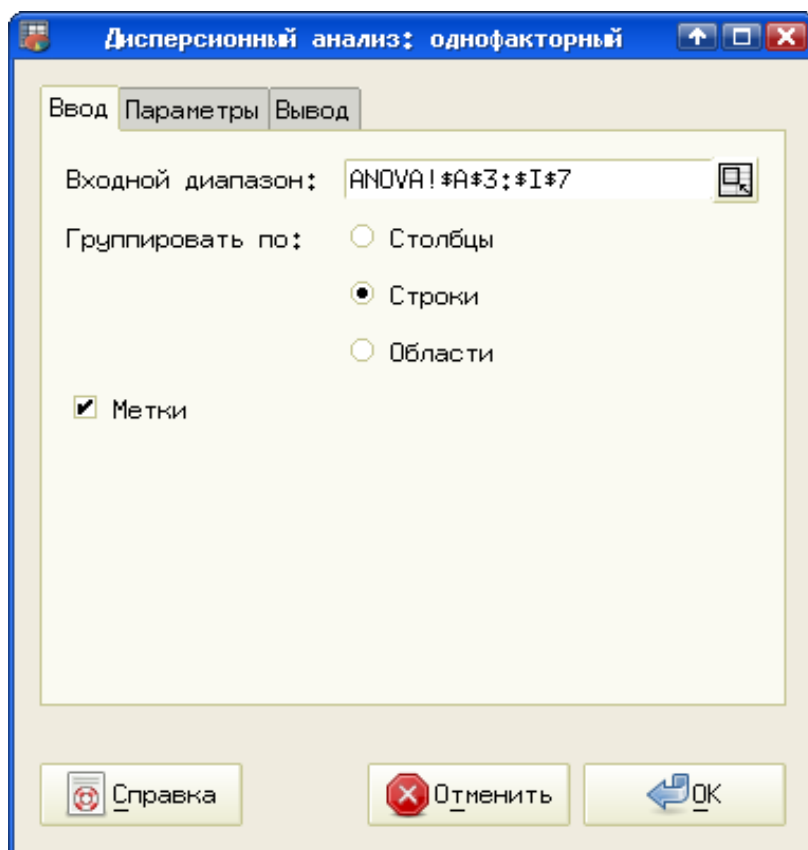 Дисперсионный анализ: однофакторный
Ввод Параметры Вывод
Входной диапазон: ANOVA!$A$3:$I$7
Группировать по: Столбцы
Строки
Области
Метки
Справка Отменить OK